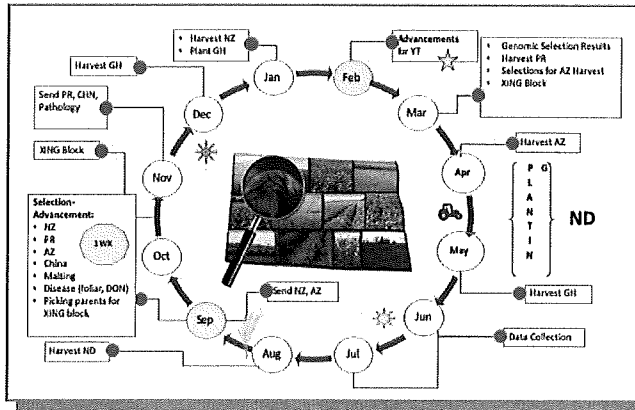 Harvest NZ
Plant GH
Advancements
for YT
Genomic Selection Results
Harvest PR
Selections for AZ Harvest
XING Block
Harvest GH
Jan
Feb
Dec
Mar
Send PR, CHN,
Pathology
XING Block
Harvest AZ
Nov
Apr
P G
L
A
N
T
I
N
ND
Selection-
Advancement:
NZ
PR
AZ
China
Malting
Disease (foliar, DON)
Picking parents for
XING block
1 WK
Oct
May
Harvest GH
Send NZ, AZ
Sep
Jun
Data Collection
Harvest ND
Aug
Jul